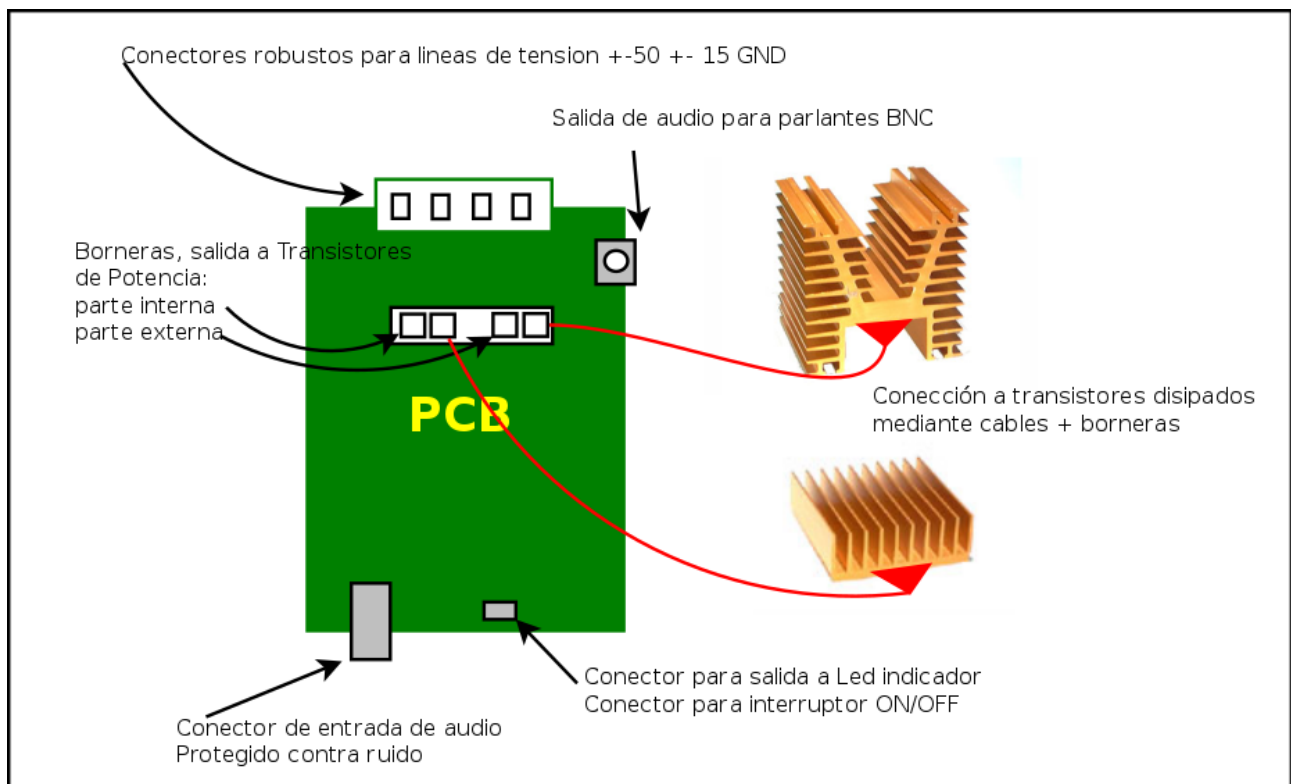 Conectores robustos para lineas de tension +-50 +- 15 GND
Salida de audio para parlantes BNC
Borneras, salida a Transistores
de Potencia:
parte interna
parte externa
PCB
Conección a transistores disipados
mediante cables + borneras
Conector para salida a Led indicador
Conector para interruptor ON/OFF
Conector de entrada de audio
Protegido contra ruido